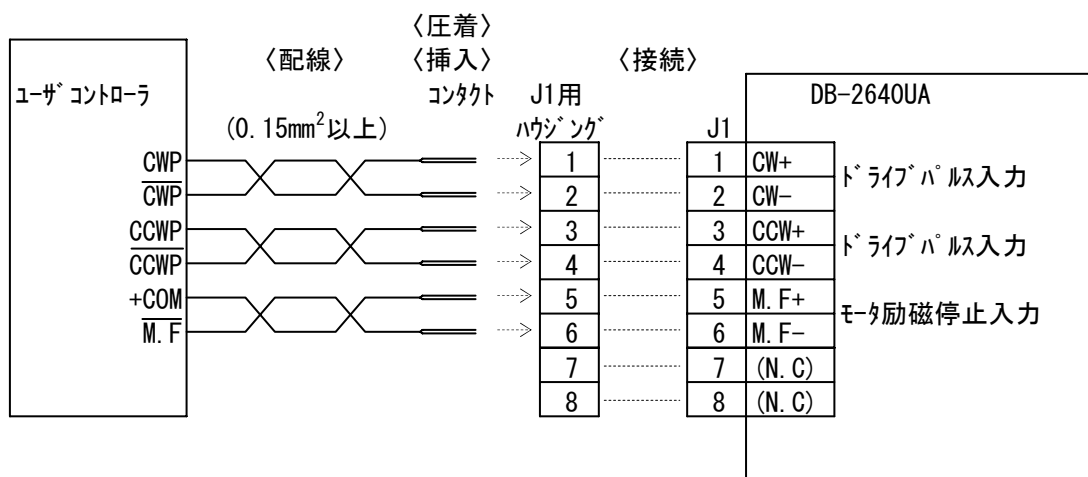 〈圧着〉
〈配線〉 〈挿入〉 〈接続〉
ﾕｰｻﾞｺﾝﾄﾛｰﾗ ｺﾝﾀｸﾄ J1用 DB-2640UA
(0.15mm²以上) ﾊｳｼﾞﾝｸﾞ J1
CWP 1 1 CW+
C̅W̅P̅ 2 2 CW-
ﾄﾞﾗｲﾌﾞﾊﾟﾙｽ入力
CCWP 3 3 CCW+
C̅C̅W̅P̅ 4 4 CCW-
ﾄﾞﾗｲﾌﾞﾊﾟﾙｽ入力
+COM 5 5 M.F+
M̅.̅F̅ 6 6 M.F-
ﾓｰﾀ励磁停止入力
7 7 (N.C)
8 8 (N.C)